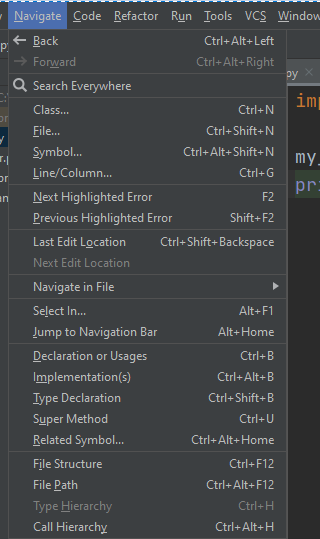 Navigate Code Refactor Run Tools VCS Window
Back Ctrl+Alt+Left
Forward Ctrl+Alt+Right
Search Everywhere
Class... Ctrl+N
File... Ctrl+Shift+N
Symbol... Ctrl+Alt+Shift+N
Line/Column... Ctrl+G
Next Highlighted Error F2
Previous Highlighted Error Shift+F2
Last Edit Location Ctrl+Shift+Backspace
Next Edit Location
Navigate in File
Select In... Alt+F1
Jump to Navigation Bar Alt+Home
Declaration or Usages Ctrl+B
Implementation(s) Ctrl+Alt+B
Type Declaration Ctrl+Shift+B
Super Method Ctrl+U
Related Symbol... Ctrl+Alt+Home
File Structure Ctrl+F12
File Path Ctrl+Alt+F12
Type Hierarchy Ctrl+H
Call Hierarchy Ctrl+Alt+H
py
imp
my_
pri